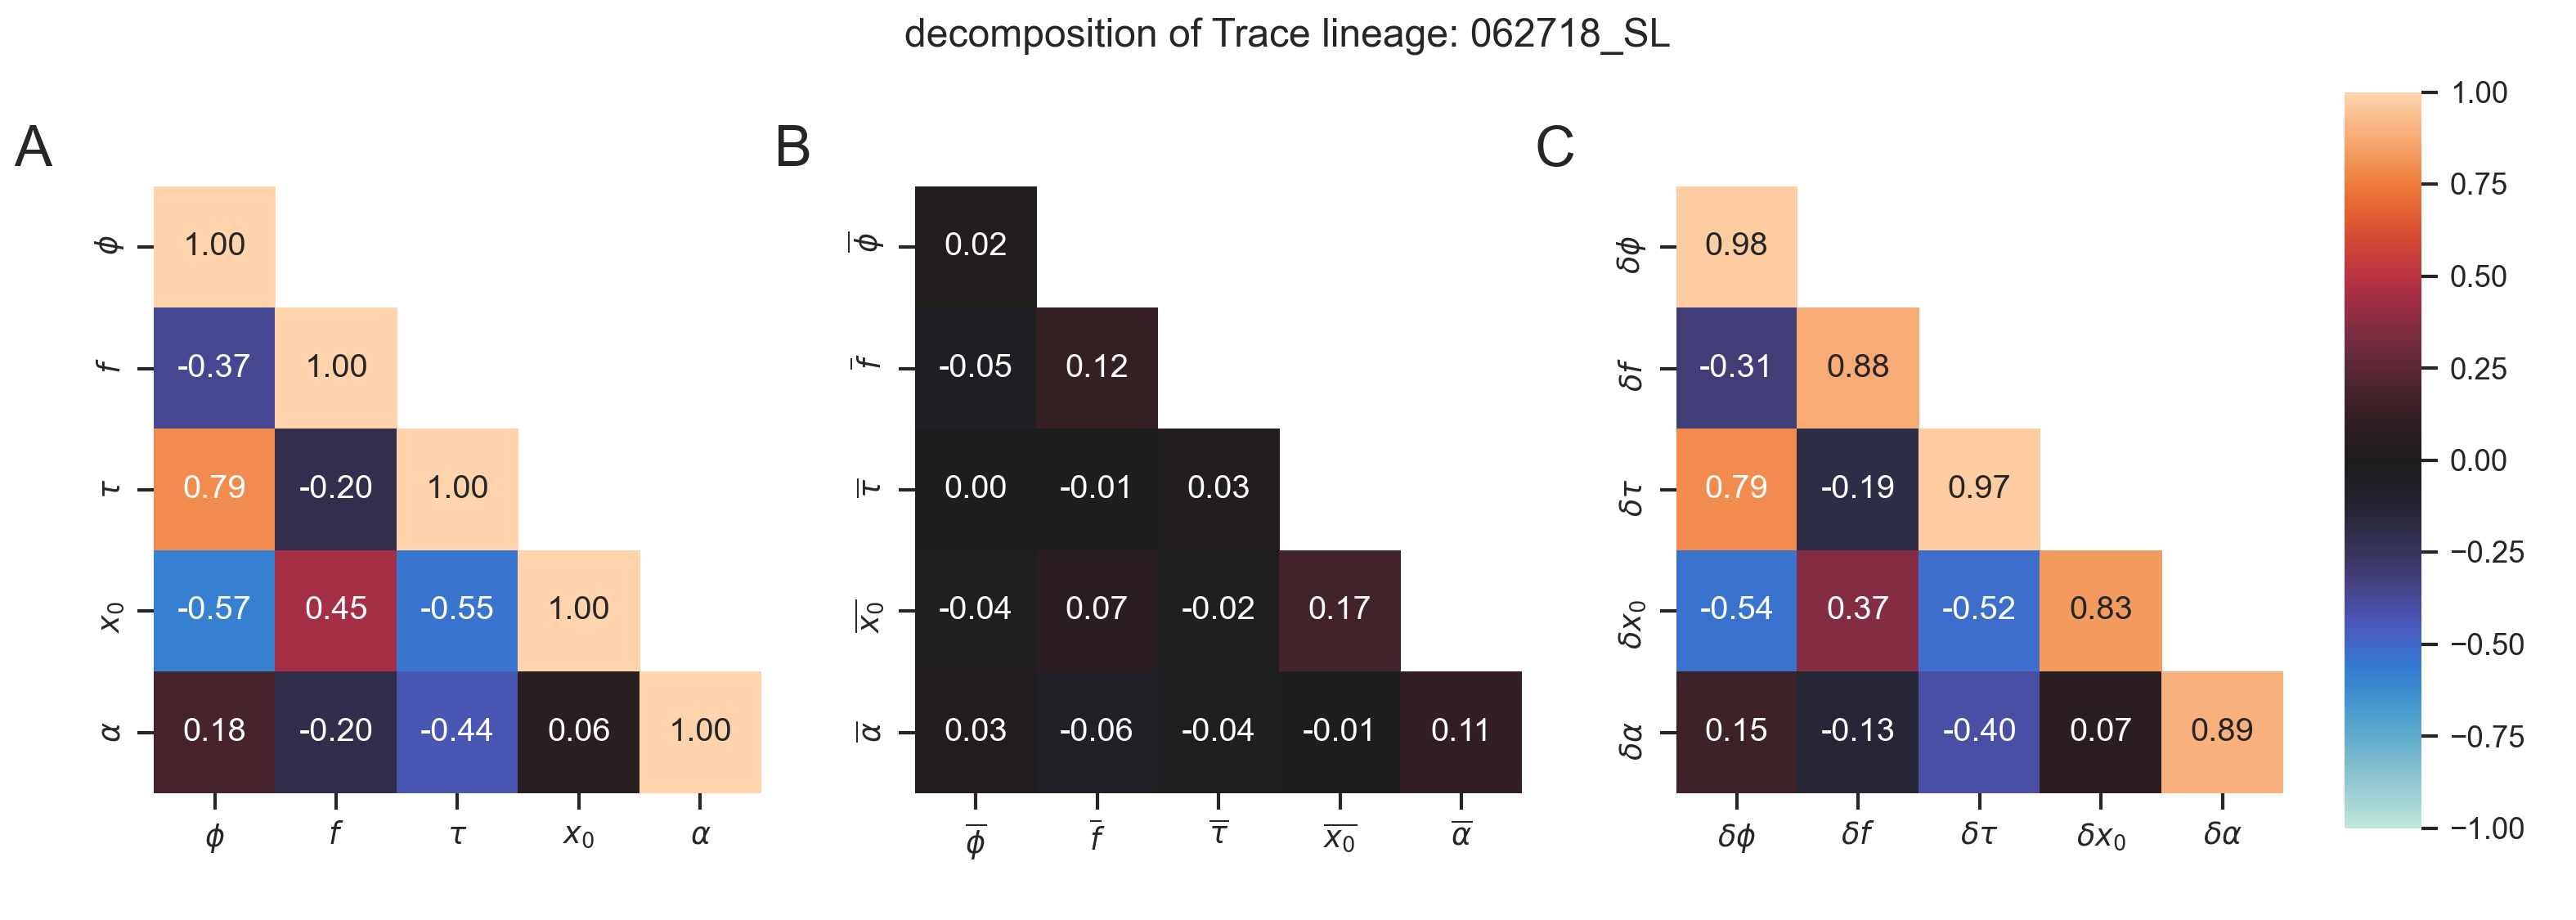 decomposition of Trace lineage: 062718_SL
A
ϕ 1.00
f -0.37 1.00
τ 0.79 -0.20 1.00
x₀ -0.57 0.45 -0.55 1.00
α 0.18 -0.20 -0.44 0.06 1.00
ϕ f τ x₀ α
B
ϕ̅ 0.02
f̅ -0.05 0.12
τ̅ 0.00 -0.01 0.03
x̅₀̅ -0.04 0.07 -0.02 0.17
α̅ 0.03 -0.06 -0.04 -0.01 0.11
ϕ̅ f̅ τ̅ x̅₀̅ α̅
C
δϕ 0.98
δf -0.31 0.88
δτ 0.79 -0.19 0.97
δx₀ -0.54 0.37 -0.52 0.83
δα 0.15 -0.13 -0.40 0.07 0.89
δϕ δf δτ δx₀ δα
1.00
0.75
0.50
0.25
0.00
−0.25
−0.50
−0.75
−1.00